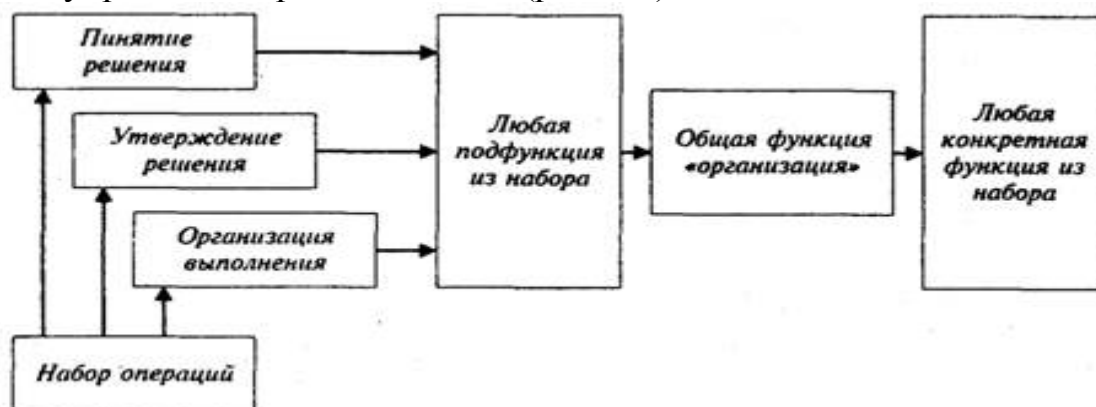 Пинятие
решения
Утверждение
решения
Организация
выполнения
Набор операций
Любая
подфункция
из набора
Общая функция
«организация»
Любая
конкретная
функция из
набора